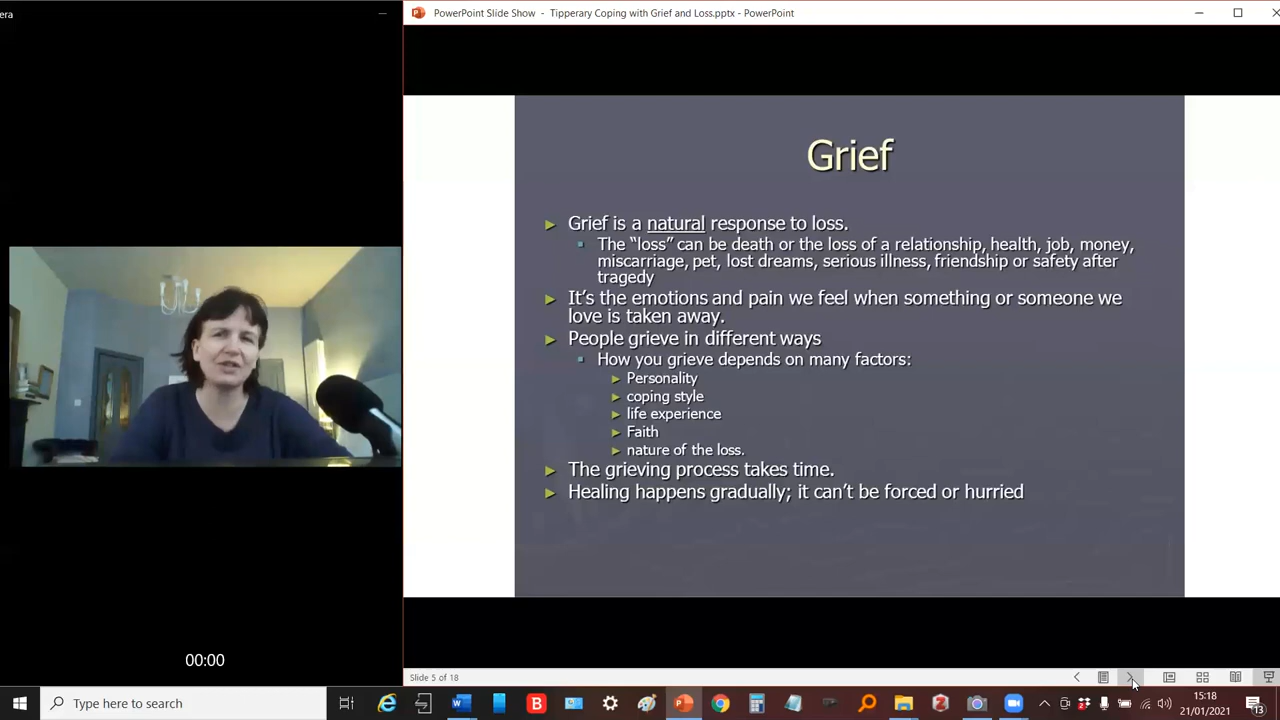 era
PowerPoint Slide Show - Tipperary Coping with Grief and Loss.pptx - PowerPoint
Grief
Grief is a natural response to loss.
The “loss” can be death or the loss of a relationship, health, job, money,
miscarriage, pet, lost dreams, serious illness, friendship or safety after
tragedy
It’s the emotions and pain we feel when something or someone we
love is taken away.
People grieve in different ways
How you grieve depends on many factors:
Personality
coping style
life experience
Faith
nature of the loss.
The grieving process takes time.
Healing happens gradually; it can’t be forced or hurried
00:00
Slide 5 of 18
Type here to search
B
15:18
21/01/2021
13